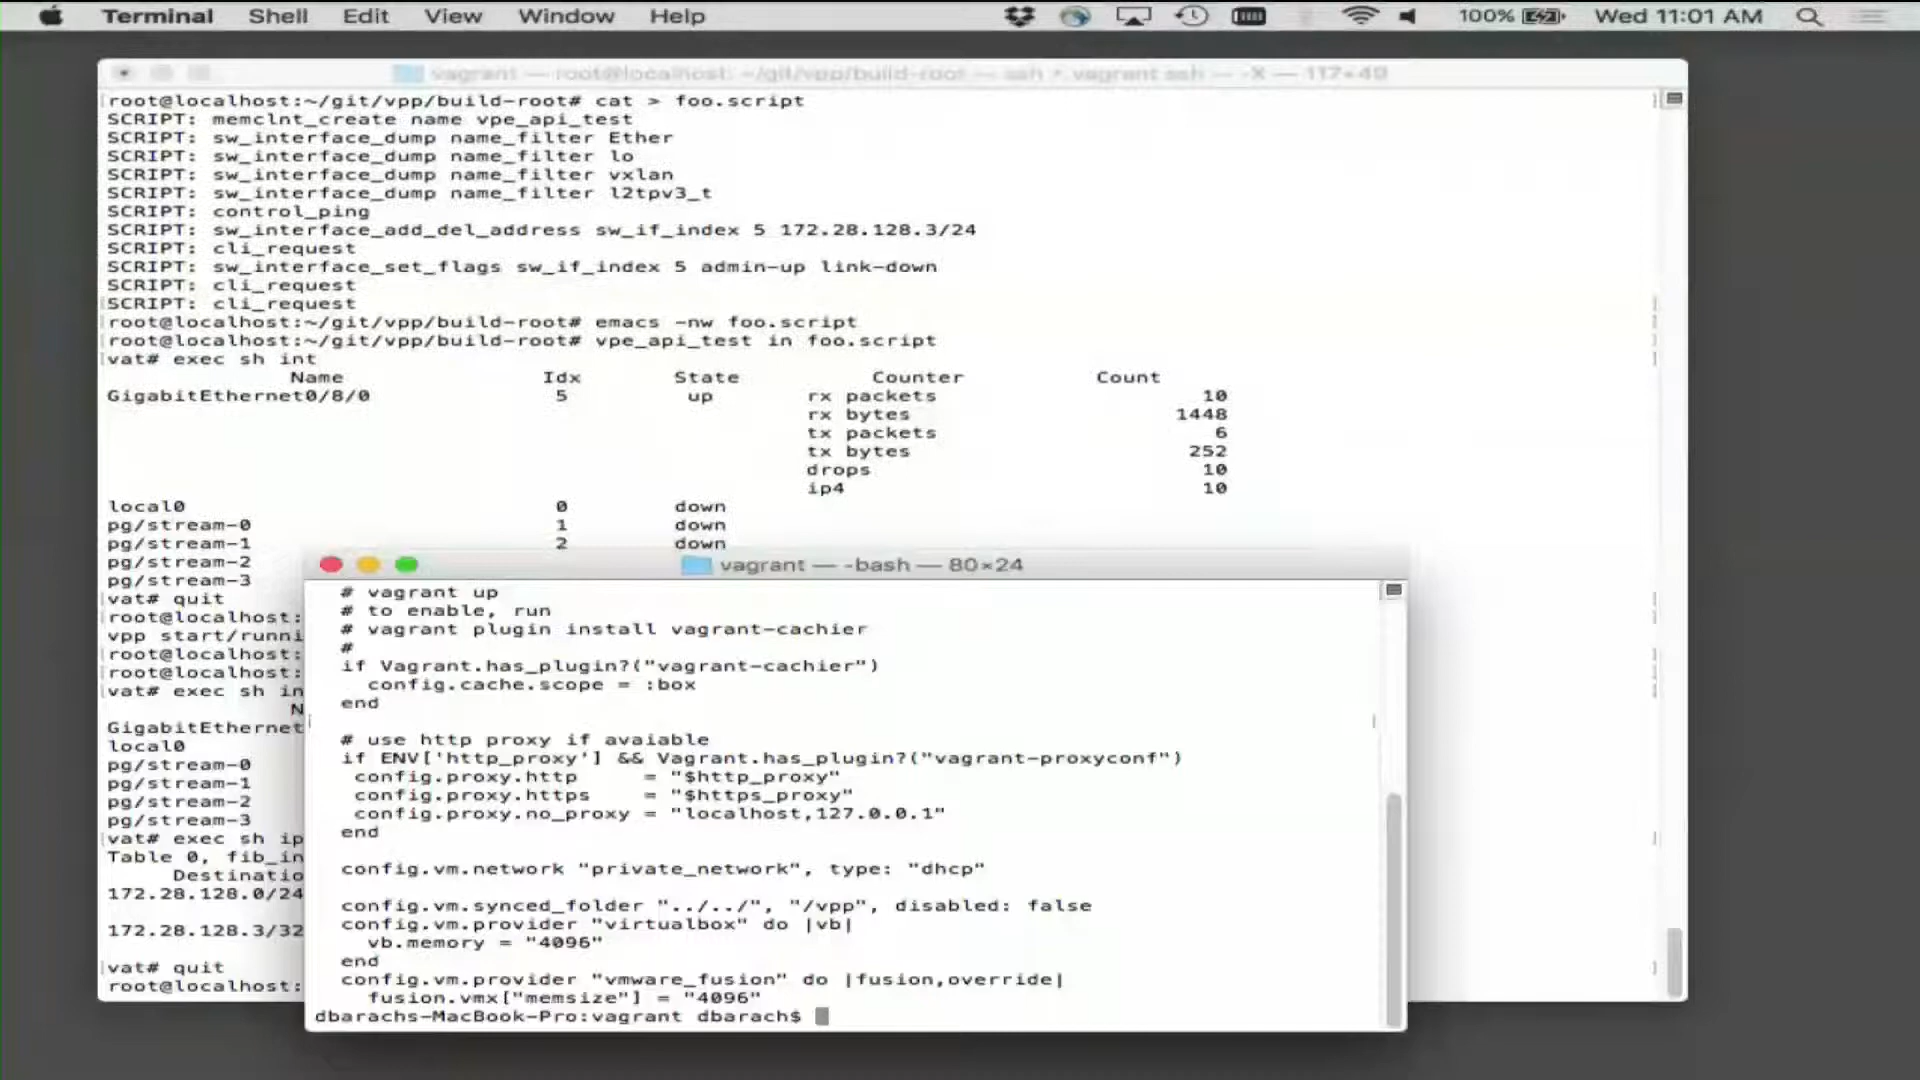 Terminal Shell Edit View Window Help 100% Wed 11:01 AM
vagrant — root@localhost: ~/git/vpp/build-root — ssh • vagrant ssh — -X — 117×49
root@localhost:~/git/vpp/build-root# cat > foo.script
SCRIPT: memclnt_create name vpe_api_test
SCRIPT: sw_interface_dump name_filter Ether
SCRIPT: sw_interface_dump name_filter lo
SCRIPT: sw_interface_dump name_filter vxlan
SCRIPT: sw_interface_dump name_filter l2tpv3_t
SCRIPT: control_ping
SCRIPT: sw_interface_add_del_address sw_if_index 5 172.28.128.3/24
SCRIPT: cli_request
SCRIPT: sw_interface_set_flags sw_if_index 5 admin-up link-down
SCRIPT: cli_request
SCRIPT: cli_request
root@localhost:~/git/vpp/build-root# emacs -nw foo.script
root@localhost:~/git/vpp/build-root# vpe_api_test in foo.script
vat# exec sh int
Name Idx State Counter Count
GigabitEthernet0/8/0 5 up rx packets 10
rx bytes 1448
tx packets 6
tx bytes 252
drops 10
ip4 10
local0 0 down
pg/stream-0 1 down
pg/stream-1 2 down
pg/stream-2
pg/stream-3
vat# quit
root@localhost:
vpp start/runni
root@localhost:
root@localhost:
vat# exec sh in
N
GigabitEthernet
local0
pg/stream-0
pg/stream-1
pg/stream-2
pg/stream-3
vat# exec sh ip
Table 0, fib_in
Destinatio
172.28.128.0/24
172.28.128.3/32
vat# quit
root@localhost:
vagrant — -bash — 80×24
# vagrant up
# to enable, run
# vagrant plugin install vagrant-cachier
#
if Vagrant.has_plugin?("vagrant-cachier")
config.cache.scope = :box
end
# use http proxy if avaiable
if ENV['http_proxy'] && Vagrant.has_plugin?("vagrant-proxyconf")
config.proxy.http = "$http_proxy"
config.proxy.https = "$https_proxy"
config.proxy.no_proxy = "localhost,127.0.0.1"
end
config.vm.network "private_network", type: "dhcp"
config.vm.synced_folder "../../", "/vpp", disabled: false
config.vm.provider "virtualbox" do |vb|
vb.memory = "4096"
end
config.vm.provider "vmware_fusion" do |fusion,override|
fusion.vmx["memsize"] = "4096"
dbarachs-MacBook-Pro:vagrant dbarach$